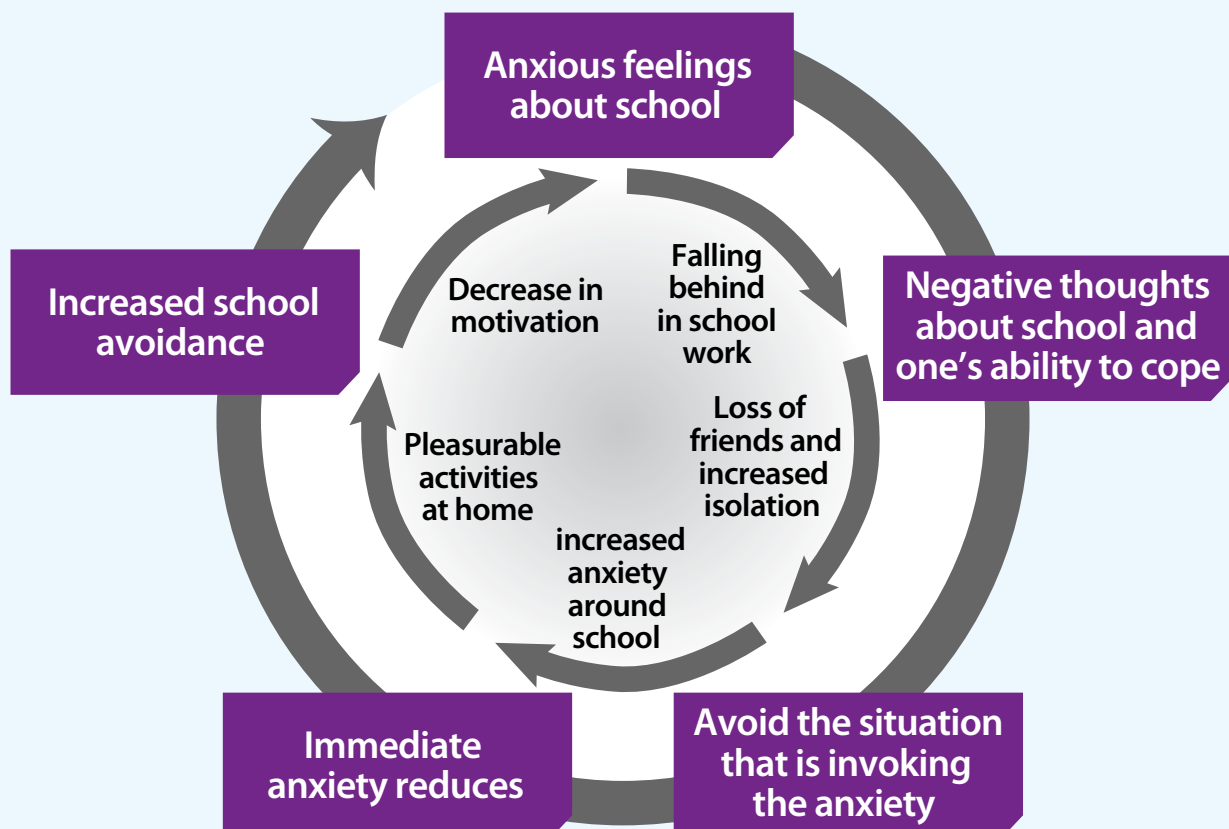 Anxious feelings
about school
Negative thoughts
about school and
one's ability to cope
Avoid the situation
that is invoking
the anxiety
Immediate
anxiety reduces
Increased school
avoidance
Falling
behind
in school
work
Loss of
friends and
increased
isolation
increased
anxiety
around
school
Pleasurable
activities
at home
Decrease in
motivation